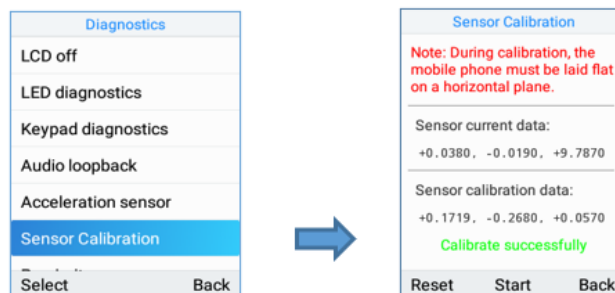 Diagnostics
LCD off
LED diagnostics
Keypad diagnostics
Audio loopback
Acceleration sensor
Sensor Calibration
Select Back
Sensor Calibration
Note: During calibration, the
mobile phone must be laid flat
on a horizontal plane.
Sensor current data:
+0.0380, -0.0190, +9.7870
Sensor calibration data:
+0.1719, -0.2680, +0.0570
Calibrate successfully
Reset Start Back